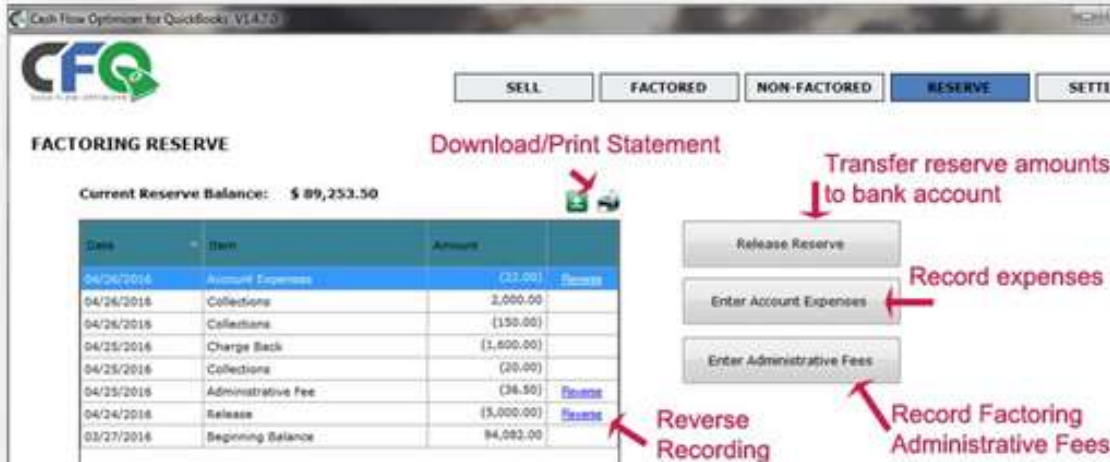 Cash Flow Optimizer for QuickBooks V1.4.7.0
CFO
SELL
FACTORED
NON-FACTORED
RESERVE
SETTI
FACTORING RESERVE
Download/Print Statement
Transfer reserve amounts
to bank account
Current Reserve Balance: $ 89,253.50
Date Item Amount
04/26/2016 Account Expenses (22.00) Reverse
04/26/2016 Collections 2,000.00
04/26/2016 Collections (150.00)
04/25/2016 Charge Back (1,600.00)
04/25/2016 Collections (20.00)
04/25/2016 Administrative Fee (36.50) Reverse
04/24/2016 Release (5,000.00) Reverse
03/27/2016 Beginning Balance 94,082.00
Release Reserve
Enter Account Expenses
Record expenses
Enter Administrative Fees
Reverse
Recording
Record Factoring
Administrative Fees